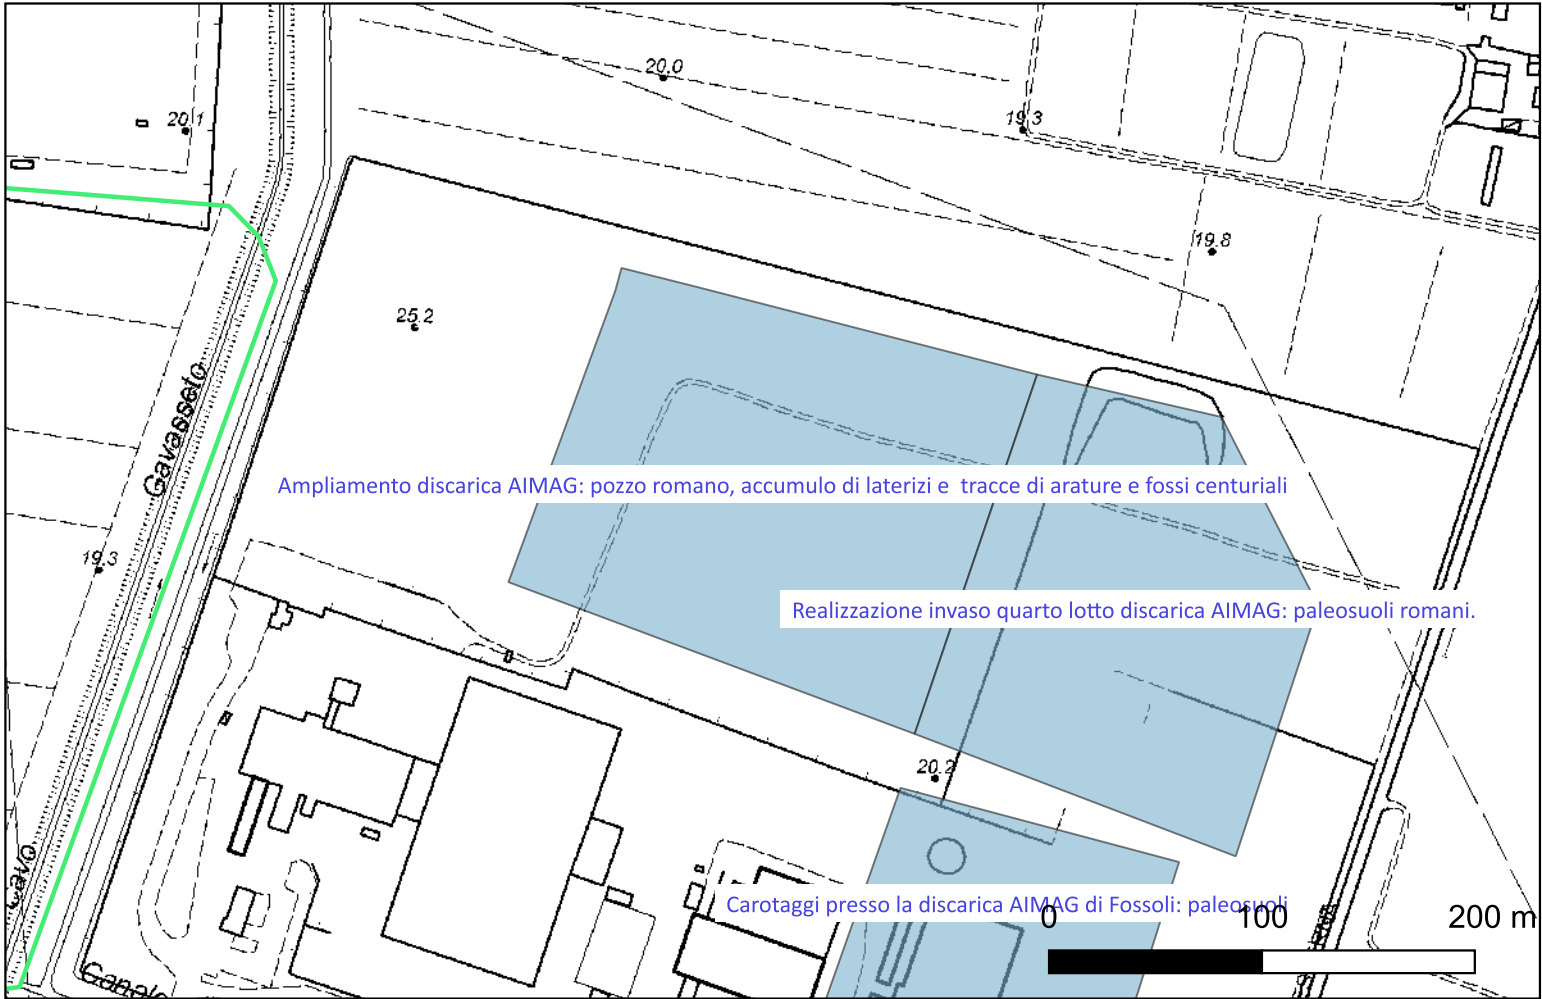 20.0
20.1
19.3
19.8
25.2
Gavasseto
Ampliamento discarica AIMAG: pozzo romano, accumulo di laterizi e  tracce di arature e fossi centuriali
19.3
Realizzazione invaso quarto lotto discarica AIMAG: paleosuoli romani.
20.2
Cavo
Carotaggi presso la discarica AIMAG di Fossoli: paleosuoli
0 100 200 m
Canale